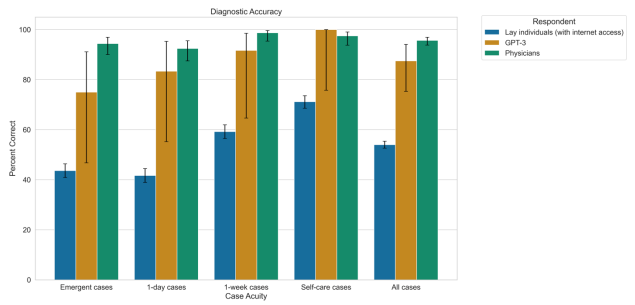 Diagnostic Accuracy
Respondent
Lay individuals (with internet access)
GPT-3
Physicians
Percent Correct
100
80
60
40
20
0
Emergent cases 1-day cases 1-week cases Self-care cases All cases
Case Acuity